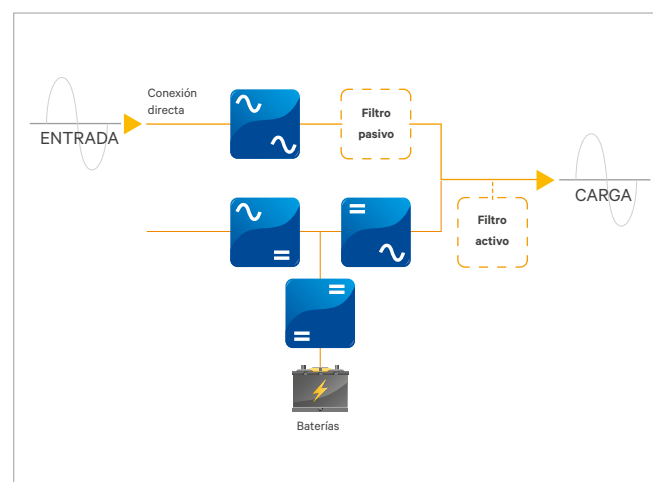 Conexión
directa
ENTRADA
Filtro
pasivo
CARGA
Filtro
activo
Baterías